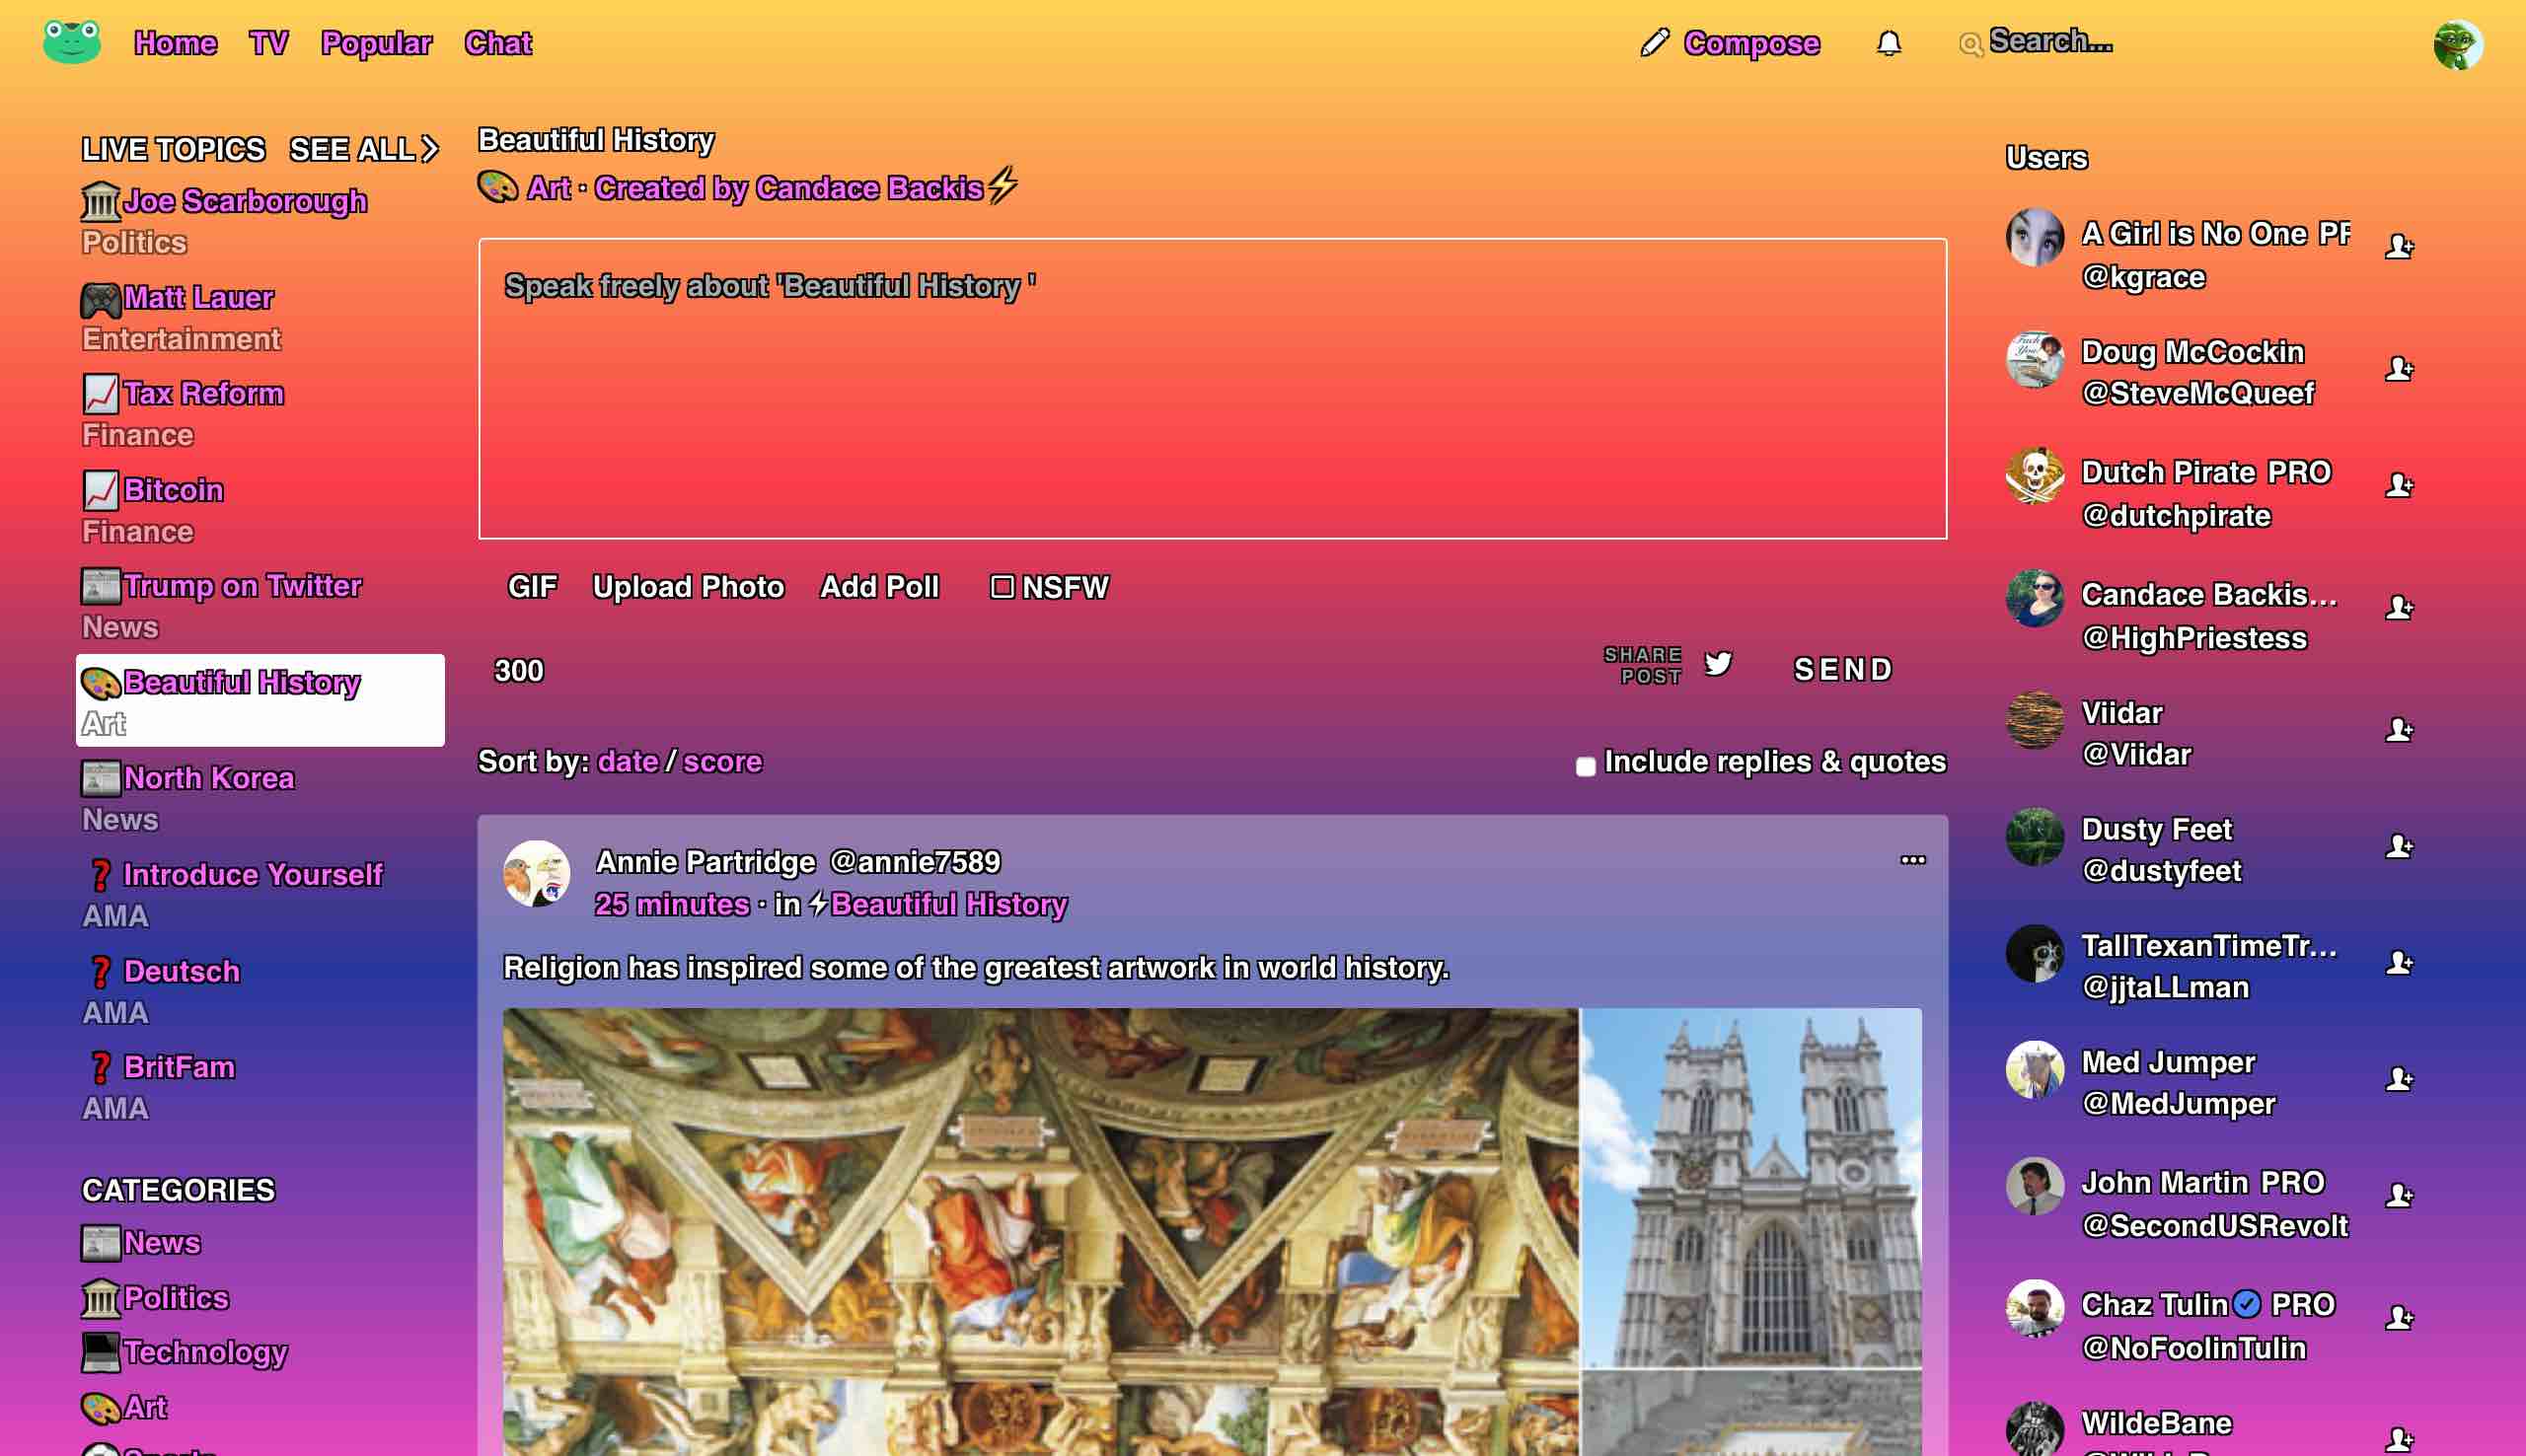 Home TV Popular Chat
Compose
Search...
LIVE TOPICS SEE ALL
Joe Scarborough
Politics
Matt Lauer
Entertainment
Tax Reform
Finance
Bitcoin
Finance
Trump on Twitter
News
Beautiful History
Art
North Korea
News
Introduce Yourself
AMA
Deutsch
AMA
BritFam
AMA
CATEGORIES
News
Politics
Technology
Art
Beautiful History
Art · Created by Candace Backis
Speak freely about 'Beautiful History '
GIF Upload Photo Add Poll NSFW
300
SHARE
POST
SEND
Sort by: date / score
Include replies & quotes
Annie Partridge @annie7589
25 minutes · in Beautiful History
Religion has inspired some of the greatest artwork in world history.
Users
A Girl is No One
@kgrace
Doug McCockin
@SteveMcQueef
Dutch Pirate PRO
@dutchpirate
Candace Backis...
@HighPriestess
Viidar
@Viidar
Dusty Feet
@dustyfeet
TallTexanTimeTr...
@jjtaLLman
Med Jumper
@MedJumper
John Martin PRO
@SecondUSRevolt
Chaz Tulin PRO
@NoFoolinTulin
WildeBane